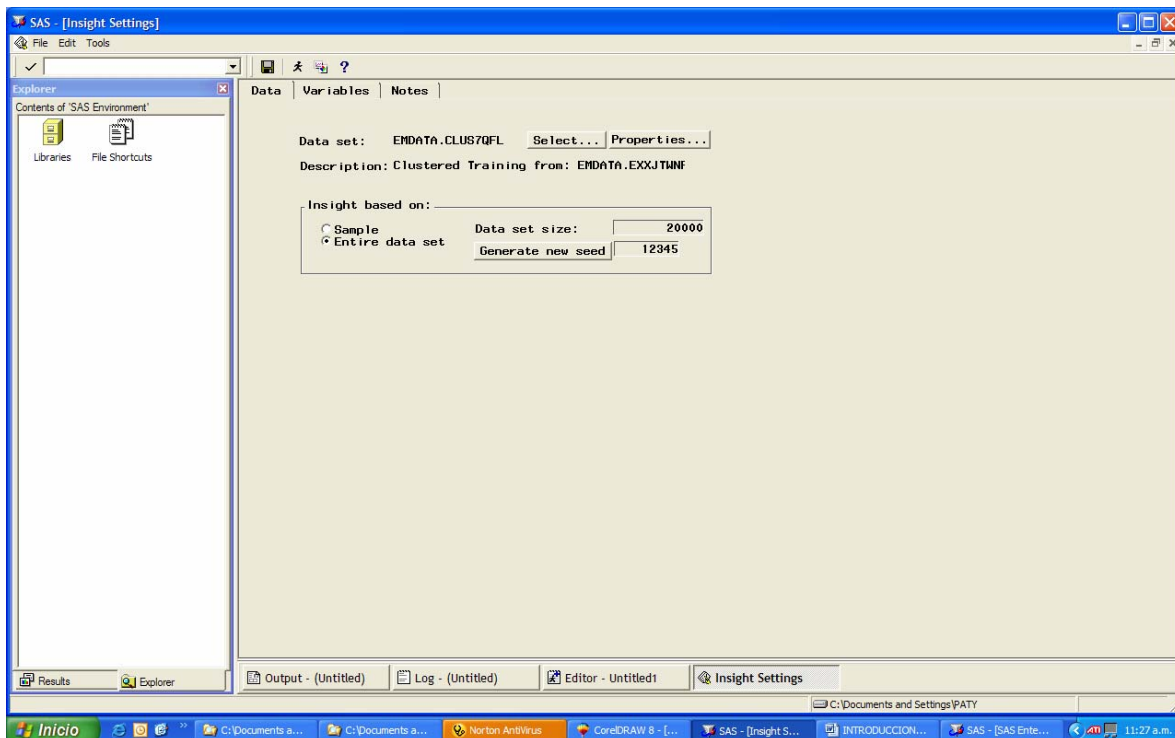 SAS - [Insight Settings]
File Edit Tools
Explorer
Contents of 'SAS Environment'
Libraries
File Shortcuts
Data Variables Notes
Data set: EMDATA.CLUS7QFL Select... Properties...
Description: Clustered Training from: EMDATA.EXXJTWNF
Insight based on:
Sample
Entire data set
Data set size: 20000
Generate new seed 12345
Results Explorer
Output - (Untitled) Log - (Untitled) Editor - Untitled1 Insight Settings
C:\Documents and Settings\PATY
Inicio C:\Documents a... C:\Documents a... Norton AntiVirus CorelDRAW 8 - [... SAS - [Insight S... INTRODUCCION... SAS - [SAS Ente... 11:27 a.m.